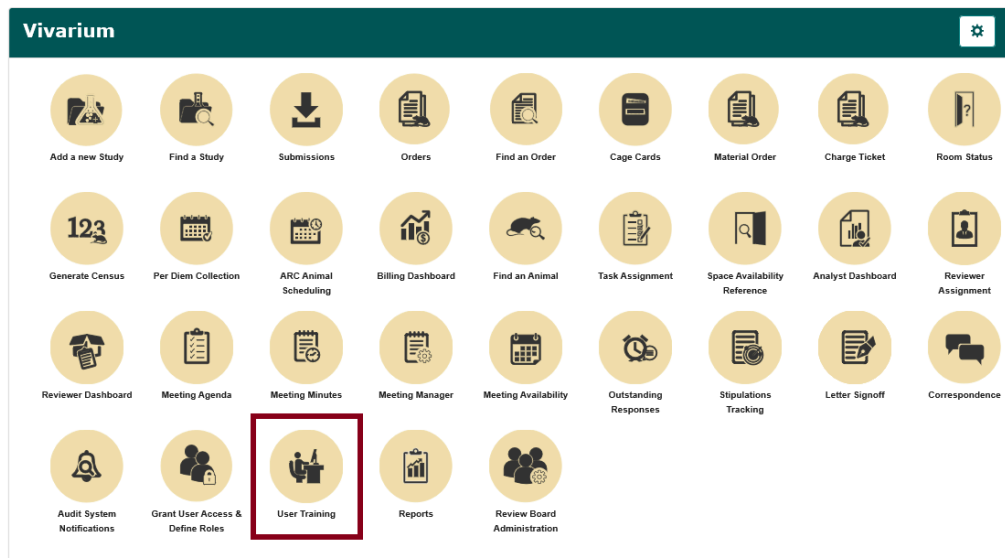 Vivarium
Add a new Study
Find a Study
Submissions
Orders
Find an Order
Cage Cards
Material Order
Charge Ticket
?
Room Status
123
Generate Census
Per Diem Collection
ARC Animal
Scheduling
$
Billing Dashboard
Find an Animal
Task Assignment
Space Availability
Reference
Analyst Dashboard
Reviewer
Assignment
Reviewer Dashboard
Meeting Agenda
Meeting Minutes
Meeting Manager
Meeting Availability
Outstanding
Responses
Stipulations
Tracking
Letter Signoff
Correspondence
Audit System
Notifications
Grant User Access &
Define Roles
User Training
Reports
Review Board
Administration